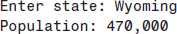 Enter state: Wyoming
Population: 470,000